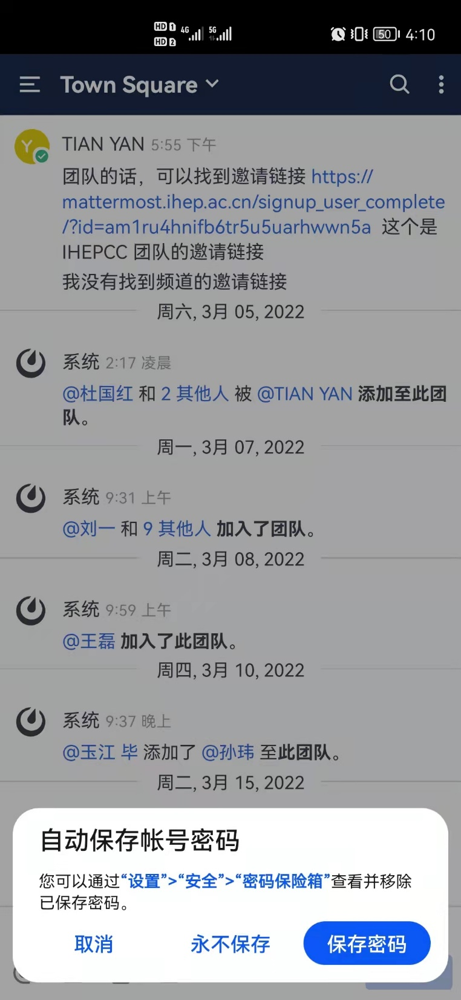 HD 1 4G 5G 50 4:10
HD 2
Town Square
Y TIAN YAN 5:55 下午
团队的话，可以找到邀请链接 https://
mattermost.ihep.ac.cn/signup_user_complete
/?id=am1ru4hnifb6tr5u5uarhwwn5a 这个是
IHEPCC 团队的邀请链接
我没有找到频道的邀请链接
周六, 3月 05, 2022
系统 2:17 凌晨
@杜国红 和 2 其他人 被 @TIAN YAN 添加至此团
队。
周一, 3月 07, 2022
系统 9:31 上午
@刘一 和 9 其他人 加入了团队。
周二, 3月 08, 2022
系统 9:59 上午
@王磊 加入了此团队。
周四, 3月 10, 2022
系统 9:37 晚上
@玉江 毕 添加了 @孙玮 至此团队。
周二, 3月 15, 2022
自动保存帐号密码
您可以通过“设置”>“安全”>“密码保险箱”查看并移除
已保存密码。
取消 永不保存 保存密码